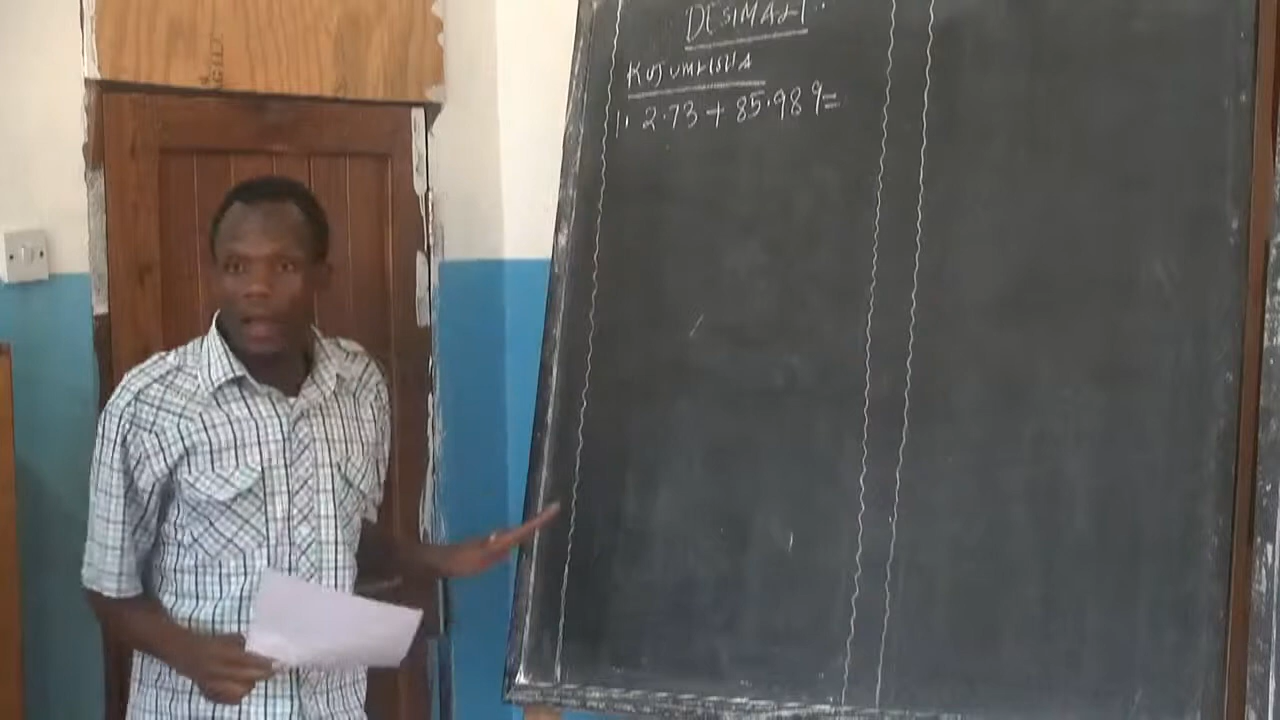 DESIMALI
KUJUMLISHA
1. 2.73 + 85.989 =